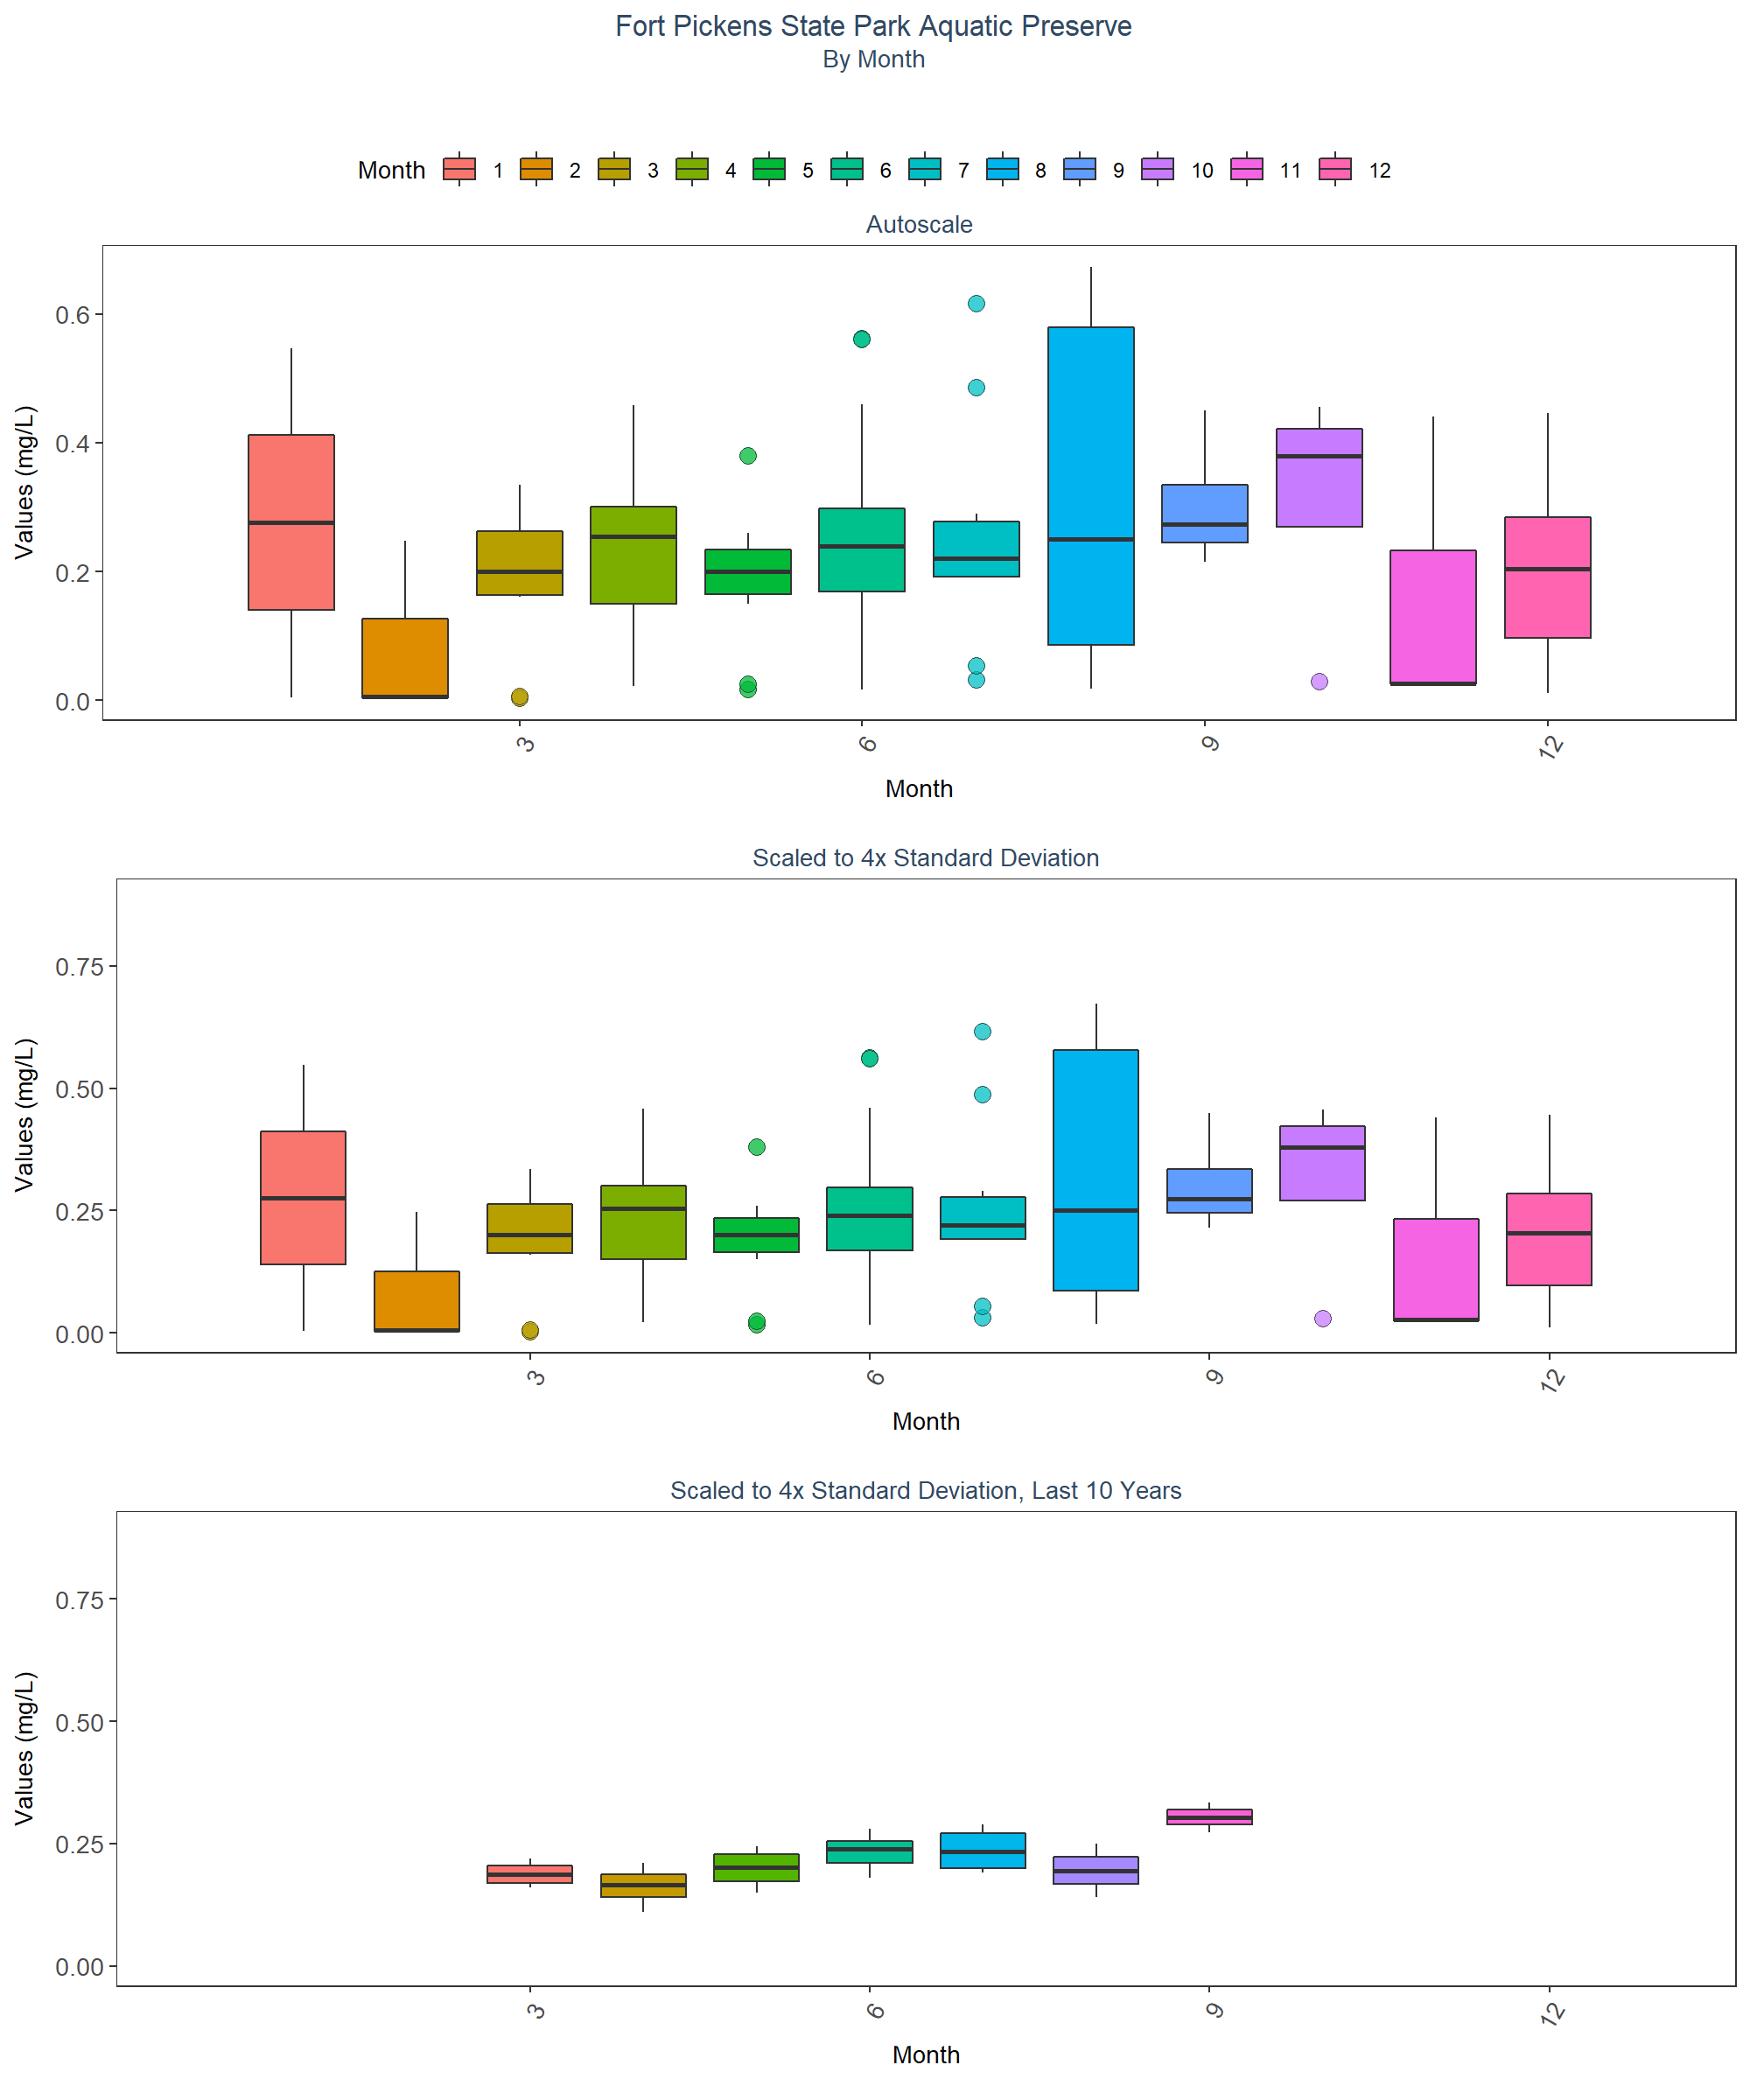 Fort Pickens State Park Aquatic Preserve
By Month
Month 1 2 3 4 5 6 7 8 9 10 11 12
Autoscale
Values (mg/L)
0.6
0.4
0.2
0.0
3 6 9 12
Month
Scaled to 4x Standard Deviation
Values (mg/L)
0.75
0.50
0.25
0.00
3 6 9 12
Month
Scaled to 4x Standard Deviation, Last 10 Years
Values (mg/L)
0.75
0.50
0.25
0.00
3 6 9 12
Month